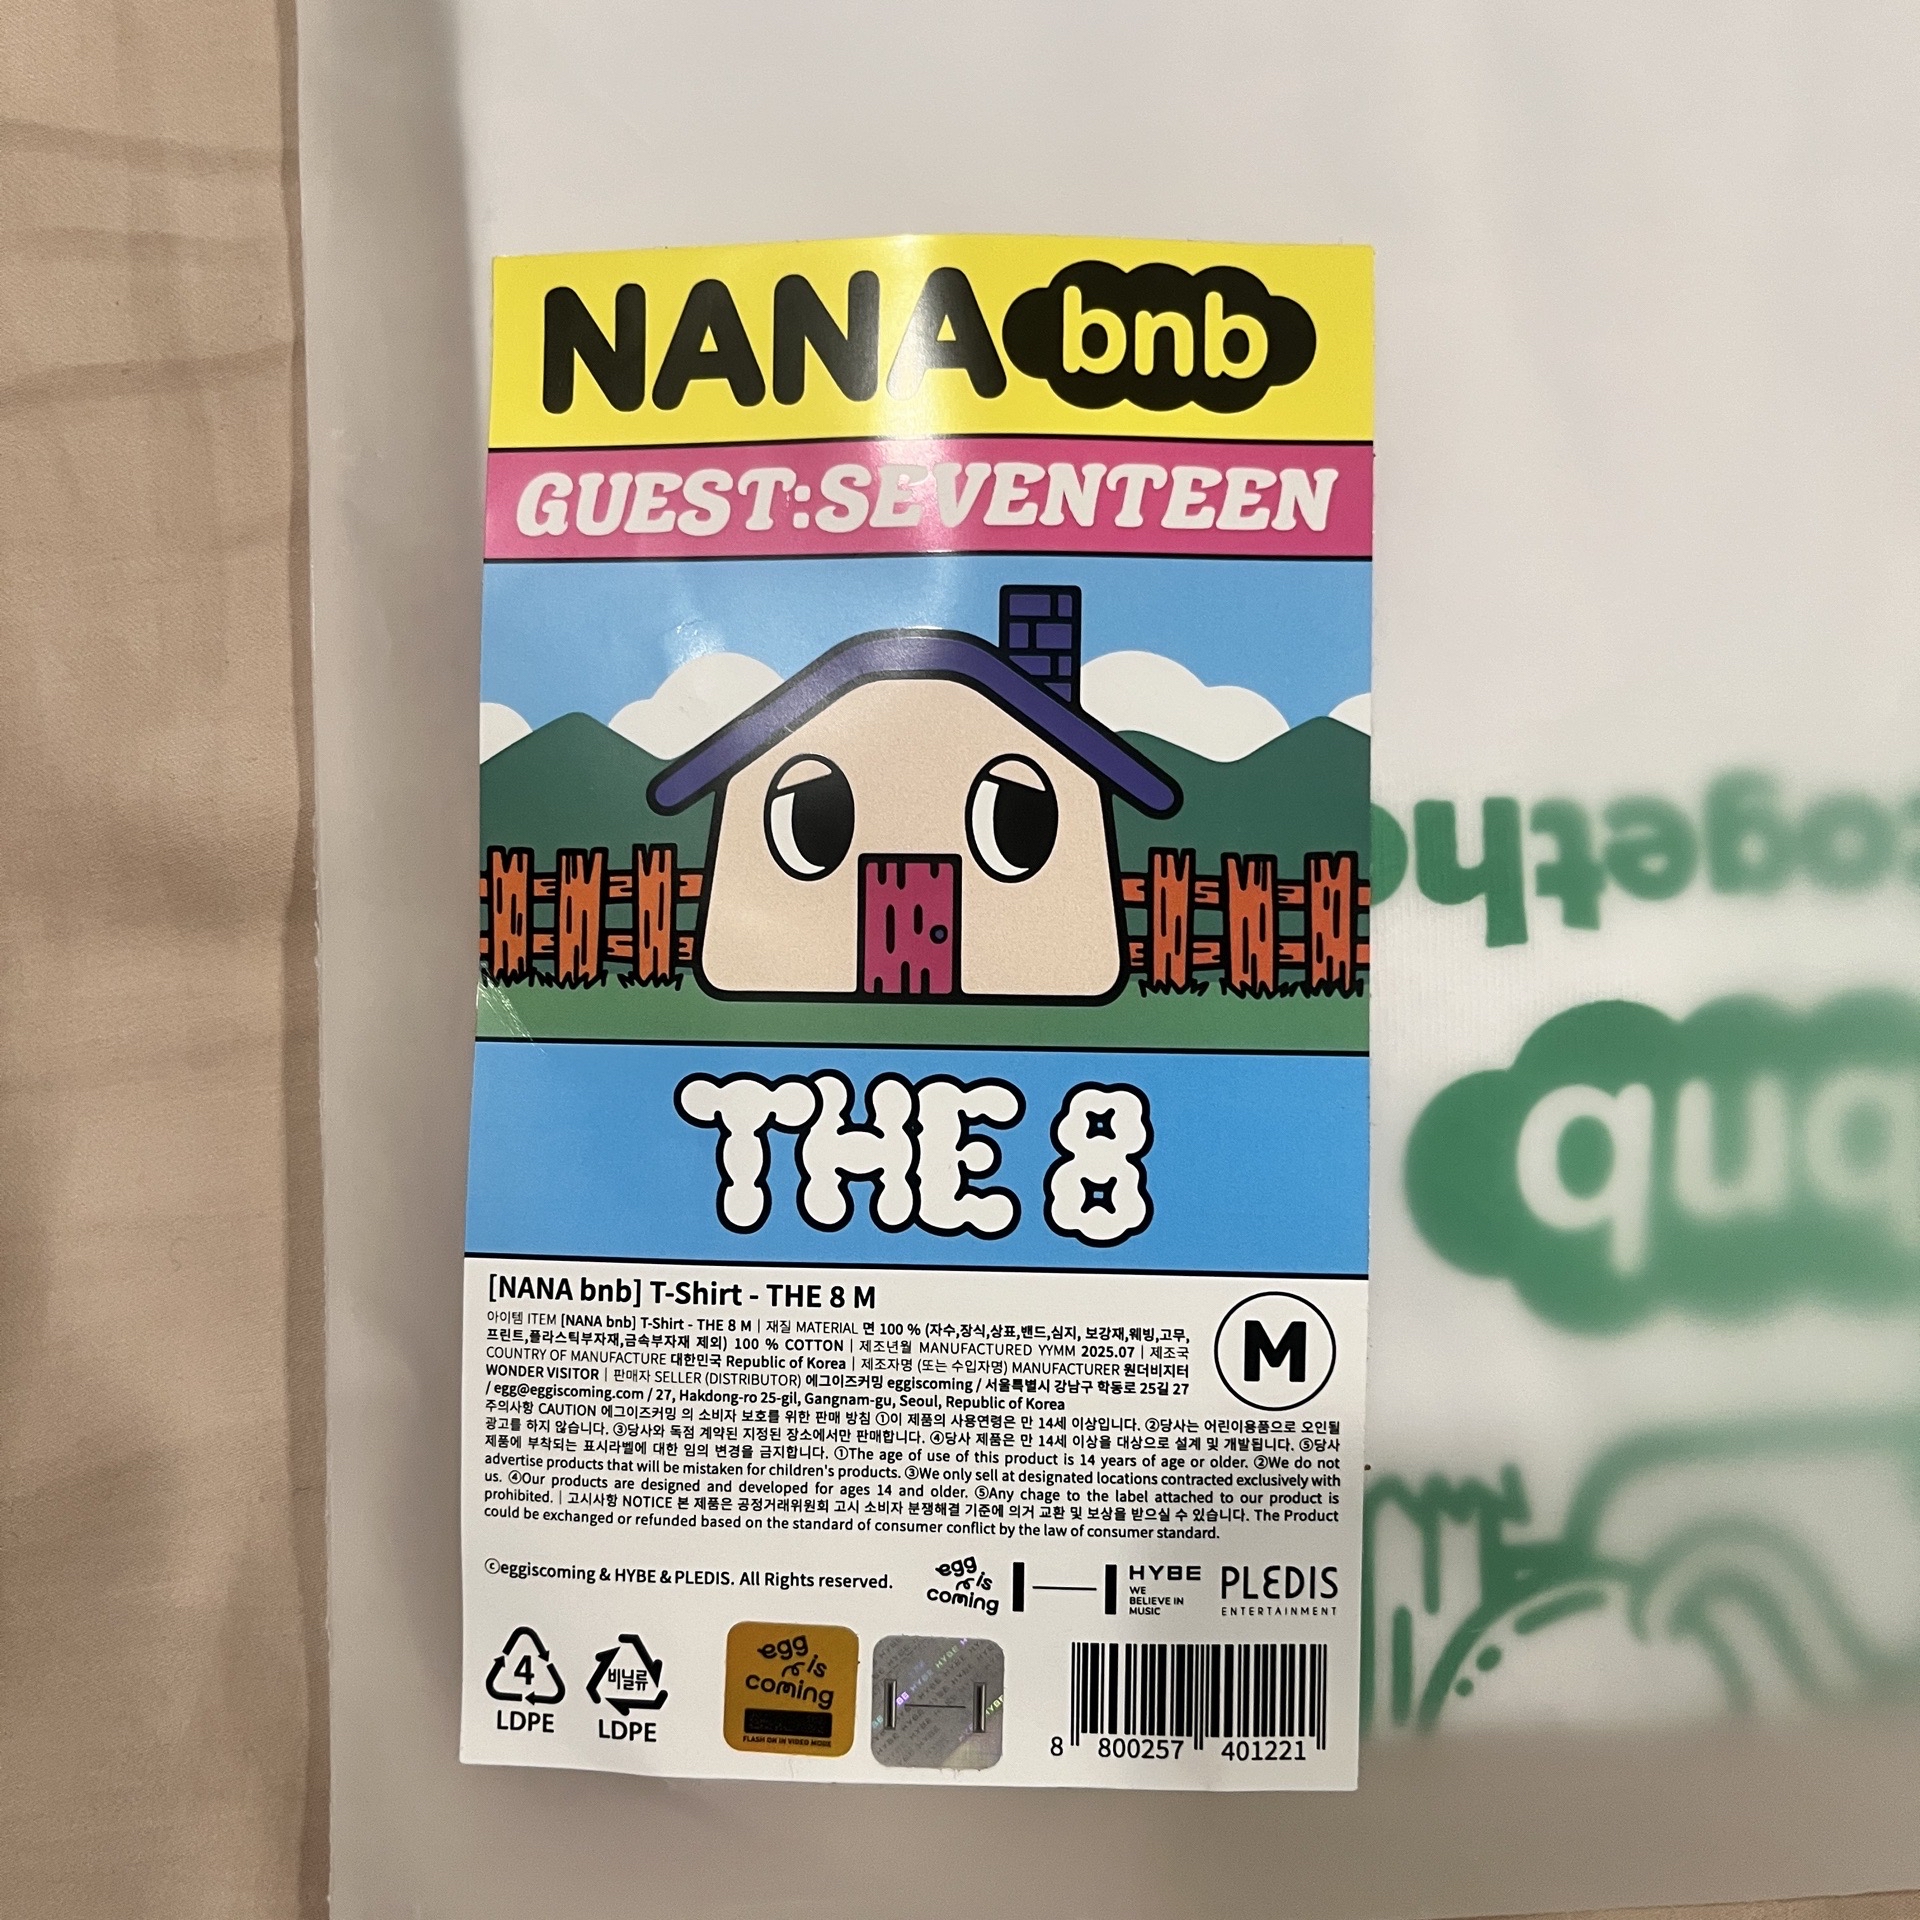 NANA bnb
GUEST:SEVENTEEN
THE 8
[NANA bnb] T-Shirt - THE 8 M
M
아이템 ITEM [NANA bnb] T-Shirt - THE 8 M | 재질 MATERIAL 면 100 % (자수,장식,상표,밴드,심지, 보강재,웨빙,고무,
프린트,플라스틱부자재,금속부자재 제외) 100 % COTTON | 제조년월 MANUFACTURED YYMM 2025.07 | 제조국
COUNTRY OF MANUFACTURE 대한민국 Republic of Korea | 제조자명 (또는 수입자명) MANUFACTURER 원더비지터
WONDER VISITOR | 판매자 SELLER (DISTRIBUTOR) 에그이즈커밍 eggiscoming / 서울특별시 강남구 학동로 25길 27
/ egg@eggiscoming.com / 27, Hakdong-ro 25-gil, Gangnam-gu, Seoul, Republic of Korea
주의사항 CAUTION 에그이즈커밍 의 소비자 보호를 위한 판매 방침 ①이 제품의 사용연령은 만 14세 이상입니다. ②당사는 어린이용품으로 오인될
광고를 하지 않습니다. ③당사와 독점 계약된 지정된 장소에서만 판매합니다. ④당사 제품은 만 14세 이상을 대상으로 설계 및 개발됩니다. ⑤당사
제품에 부착되는 표시라벨에 대한 임의 변경을 금지합니다. ①The age of use of this product is 14 years of age or older. ②We do not
advertise products that will be mistaken for children's products. ③We only sell at designated locations contracted exclusively with
us. ④Our products are designed and developed for ages 14 and older. ⑤Any chage to the label attached to our product is
prohibited. | 고시사항 NOTICE 본 제품은 공정거래위원회 고시 소비자 분쟁해결 기준에 의거 교환 및 보상을 받으실 수 있습니다. The Product
could be exchanged or refunded based on the standard of consumer conflict by the law of consumer standard.
ⓒeggiscoming & HYBE & PLEDIS. All Rights reserved.
egg is coming
HYBE
WE
BELIEVE IN
MUSIC
PLEDIS
ENTERTAINMENT
4
LDPE
비닐류
LDPE
egg is coming
FLASH ON IN VIDEO MODE
HYBE
8 800257 401221
bnb